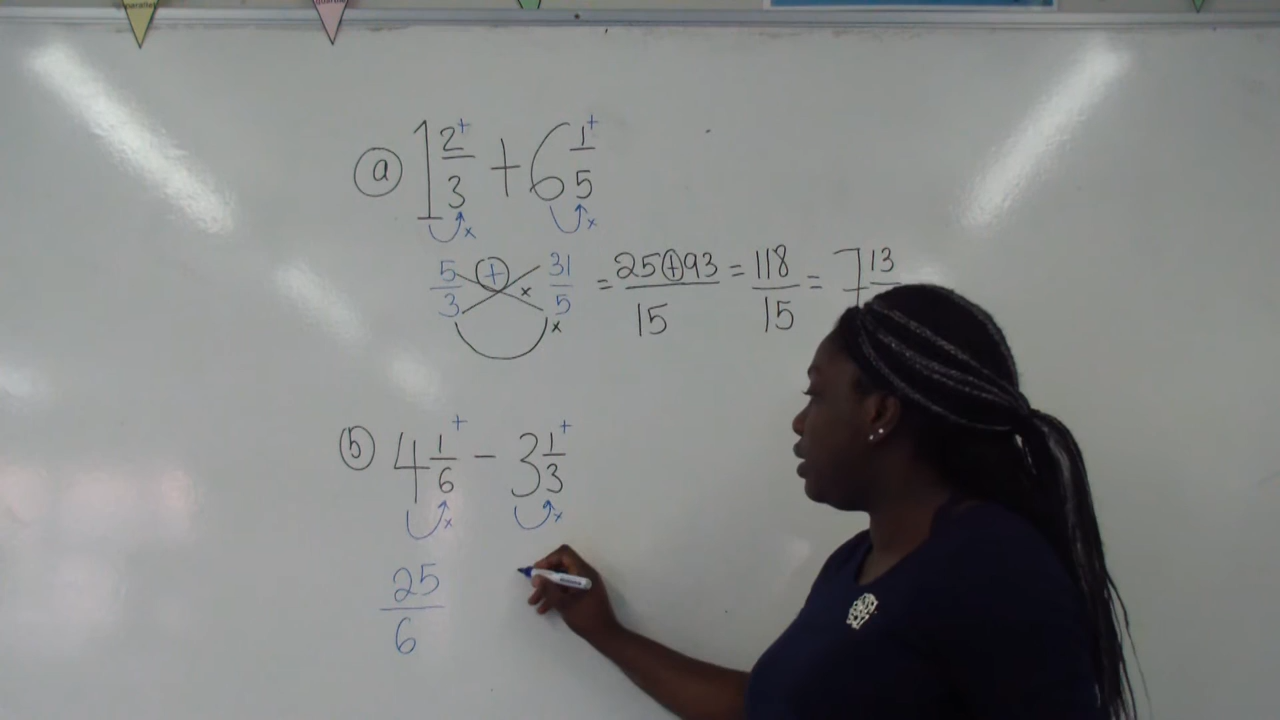 parallel
ⓐ 1 2/3 + 6 1/5
5/3 + 31/5 = 25+93/15 = 118/15 = 7 13
ⓑ 4 1/6 - 3 1/3
25/6